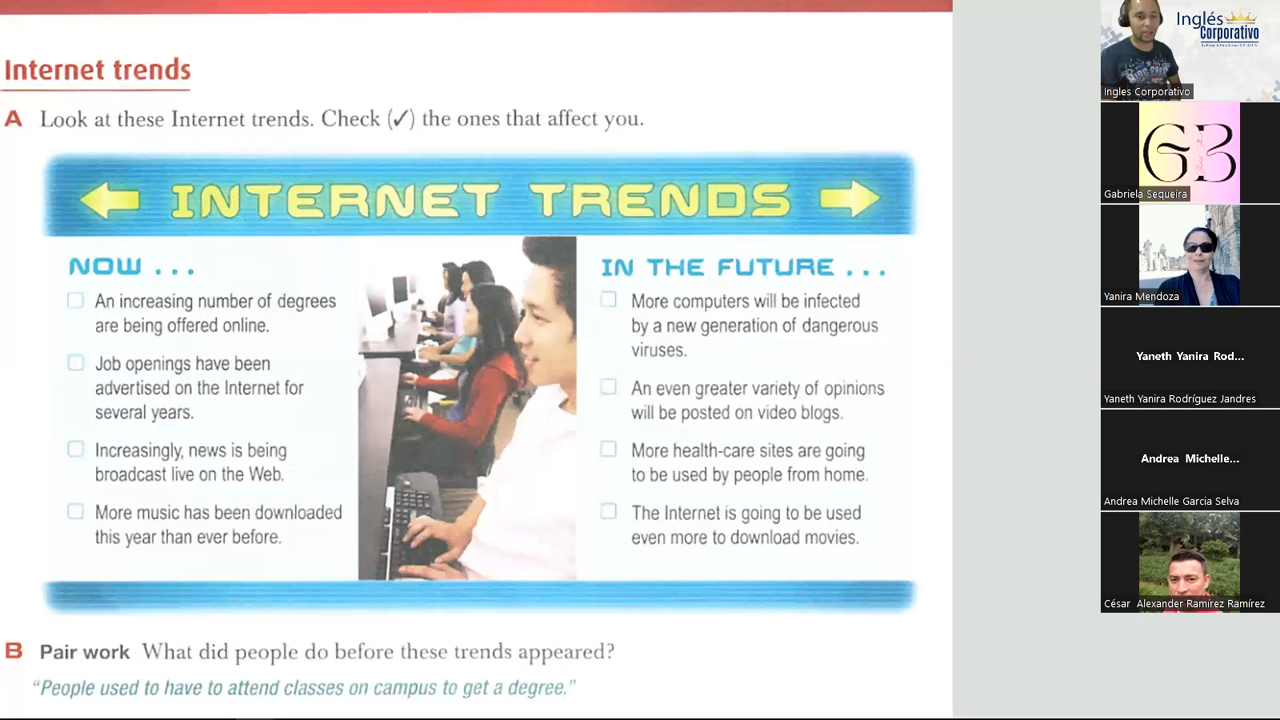 Internet trends
A Look at these Internet trends. Check (✓) the ones that affect you.
INTERNET TRENDS
NOW ...
An increasing number of degrees
are being offered online.
Job openings have been
advertised on the Internet for
several years.
Increasingly, news is being
broadcast live on the Web.
More music has been downloaded
this year than ever before.
IN THE FUTURE ...
More computers will be infected
by a new generation of dangerous
viruses.
An even greater variety of opinions
will be posted on video blogs.
More health-care sites are going
to be used by people from home.
The Internet is going to be used
even more to download movies.
B Pair work What did people do before these trends appeared?
“People used to have to attend classes on campus to get a degree.”
Inglés
Corporativo
Ingles Corporativo
GB
Gabriela Sequeira
Yanira Mendoza
Yaneth Yanira Rod...
Yaneth Yanira Rodríguez Jandres
Andrea Michelle...
Andrea Michelle Garcia Selva
César Alexander Ramírez Ramírez